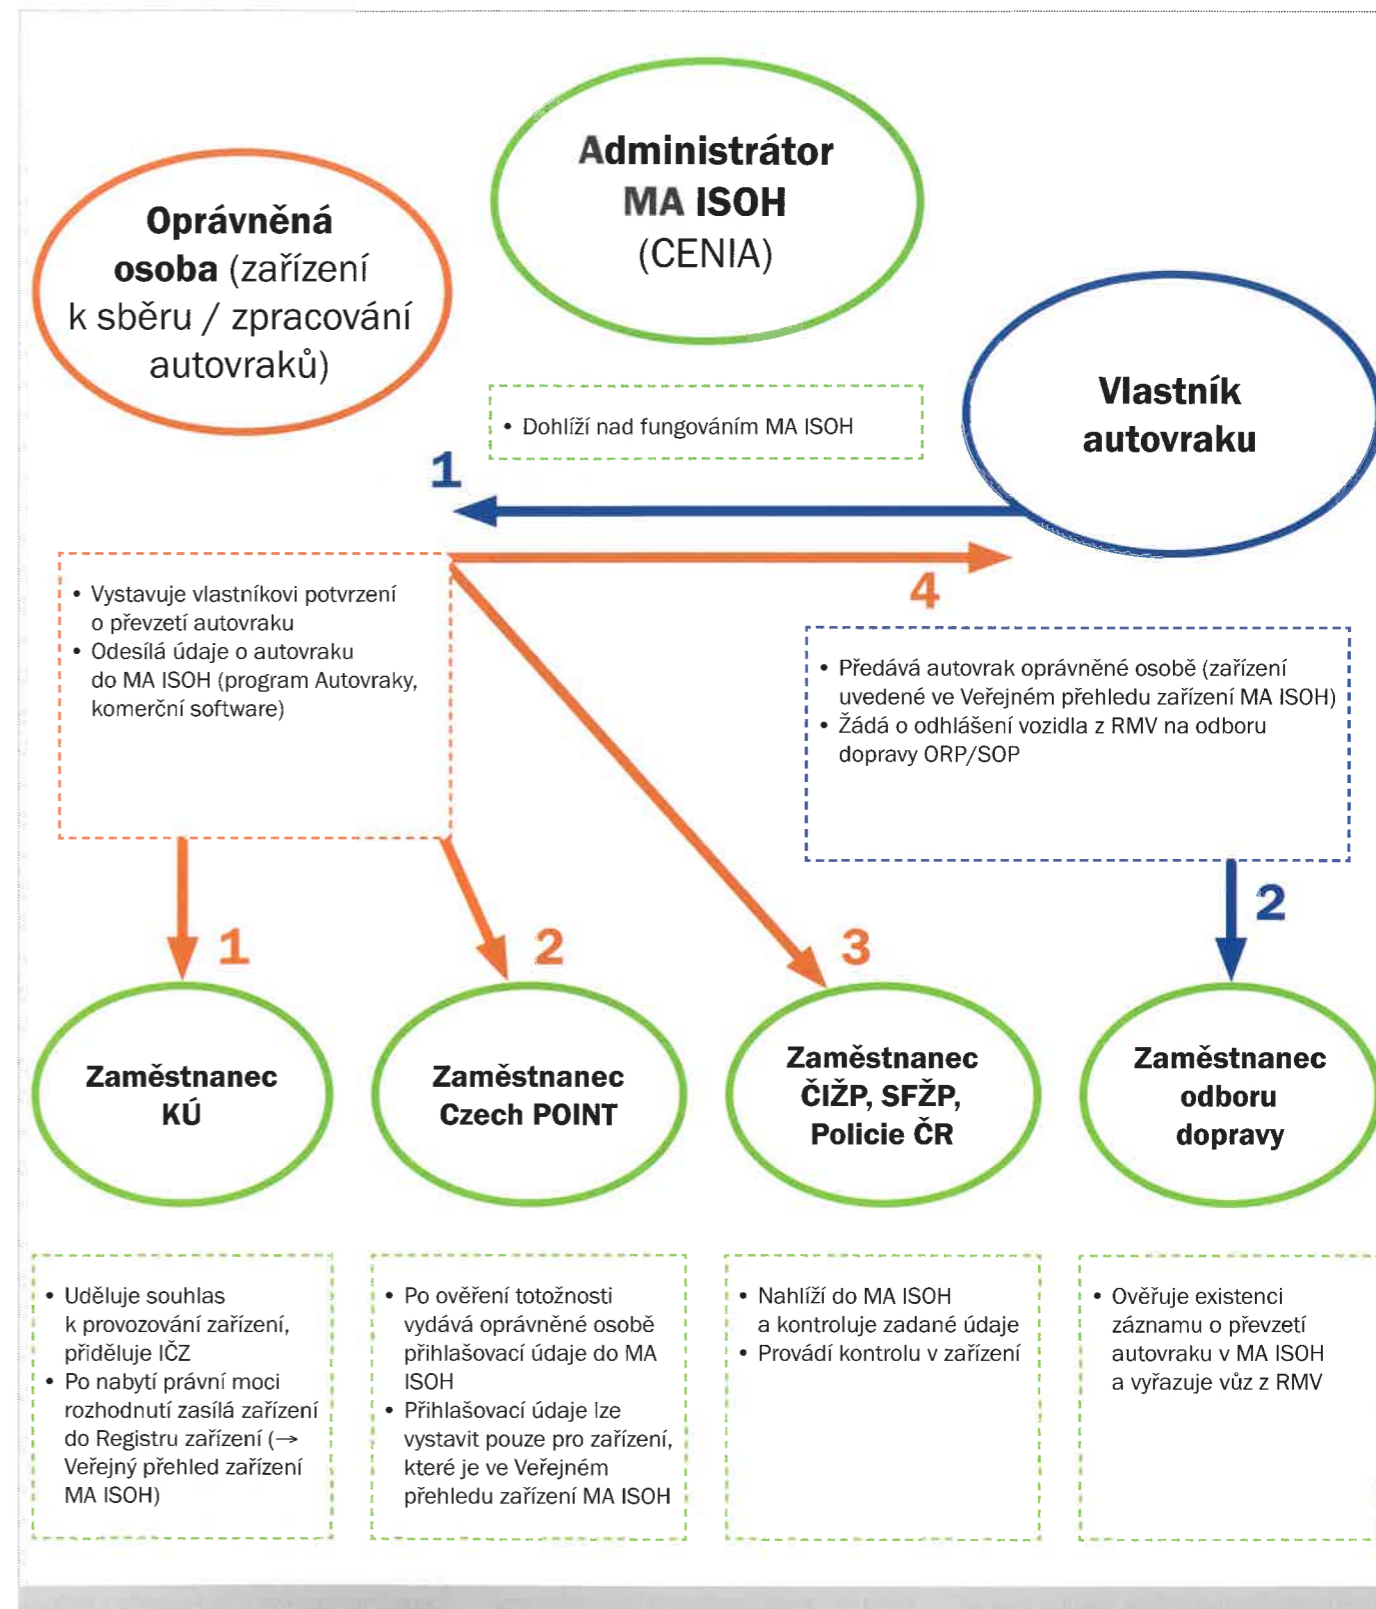 Administrátor
MA ISOH
(CENIA)
Oprávněná
osoba (zařízení
k sběru / zpracování
autovraků)
Vlastník
autovraku
• Dohlíží nad fungováním MA ISOH
1
4
• Vystavuje vlastníkovi potvrzení
o převzetí autovraku
• Odesílá údaje o autovraku
do MA ISOH (program Autovraky,
komerční software)
• Předává autovrak oprávněné osobě (zařízení
uvedené ve Veřejném přehledu zařízení MA ISOH)
• Žádá o odhlášení vozidla z RMV na odboru
dopravy ORP/SOP
1
2
3
2
Zaměstnanec
KÚ
Zaměstnanec
Czech POINT
Zaměstnanec
ČIŽP, SFŽP,
Policie ČR
Zaměstnanec
odboru
dopravy
• Uděluje souhlas
k provozování zařízení,
přiděluje IČZ
• Po nabytí právní moci
rozhodnutí zasílá zařízení
do Registru zařízení (→
Veřejný přehled zařízení
MA ISOH)
• Po ověření totožnosti
vydává oprávněné osobě
přihlašovací údaje do MA
ISOH
• Přihlašovací údaje lze
vystavit pouze pro zařízení,
které je ve Veřejném
přehledu zařízení MA ISOH
• Nahlíží do MA ISOH
a kontroluje zadané údaje
• Provádí kontrolu v zařízení
• Ověřuje existenci
záznamu o převzetí
autovraku v MA ISOH
a vyřazuje vůz z RMV